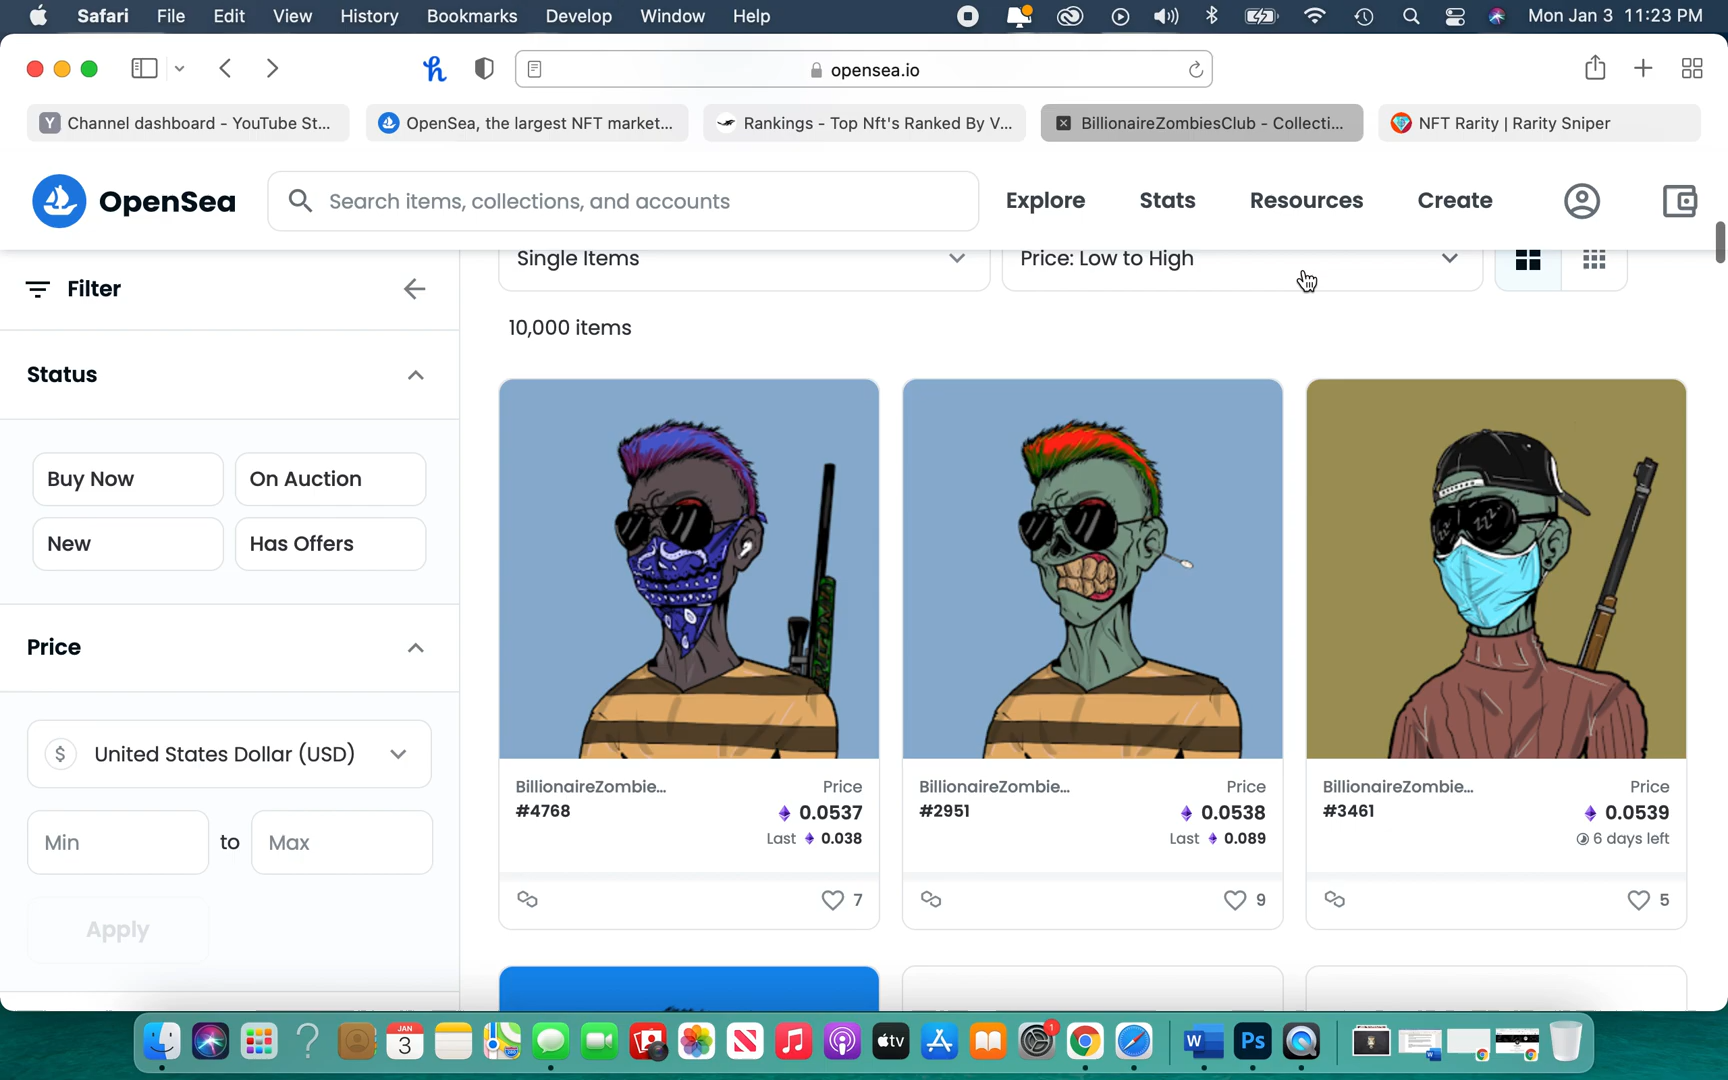 Safari File Edit View History Bookmarks Develop Window Help Mon Jan 3 11:23 PM
opensea.io
Y Channel dashboard - YouTube St... OpenSea, the largest NFT market... Rankings - Top Nft's Ranked By V... BillionaireZombiesClub - Collecti... NFT Rarity | Rarity Sniper
OpenSea Search items, collections, and accounts Explore Stats Resources Create
Single Items Price: Low to High
Filter
10,000 items
Status
Buy Now On Auction
New Has Offers
Price
$ United States Dollar (USD)
Min to Max
Apply
BillionaireZombie... Price
#4768 0.0537
Last 0.038
7
BillionaireZombie... Price
#2951 0.0538
Last 0.089
9
BillionaireZombie... Price
#3461 0.0539
6 days left
5
JAN
3
tv
1
W
Ps